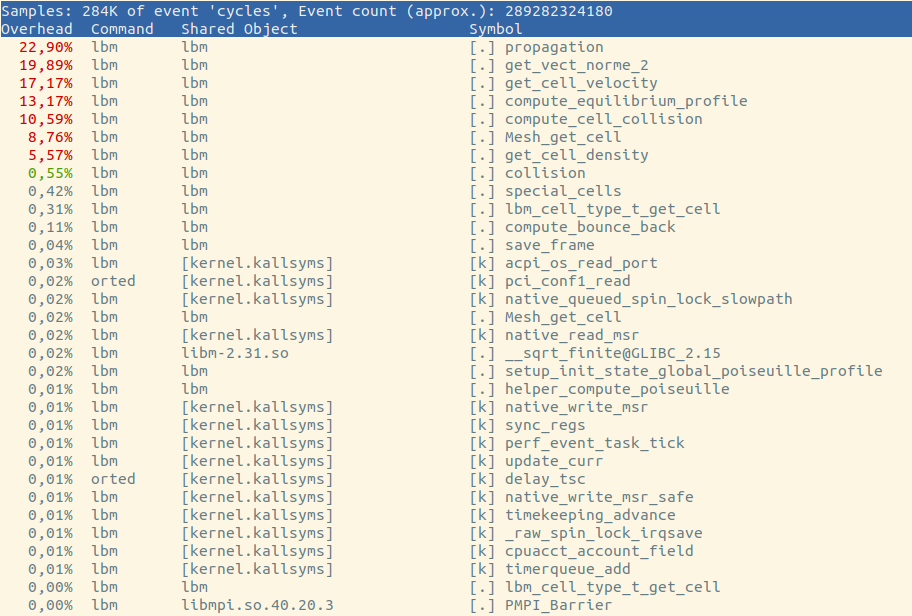 Samples: 284K of event 'cycles', Event count (approx.): 289282324180
Overhead  Command  Shared Object  Symbol
22,90%  lbm  lbm  [.] propagation
19,89%  lbm  lbm  [.] get_vect_norme_2
17,17%  lbm  lbm  [.] get_cell_velocity
13,17%  lbm  lbm  [.] compute_equilibrium_profile
10,59%  lbm  lbm  [.] compute_cell_collision
8,76%  lbm  lbm  [.] Mesh_get_cell
5,57%  lbm  lbm  [.] get_cell_density
0,55%  lbm  lbm  [.] collision
0,42%  lbm  lbm  [.] special_cells
0,31%  lbm  lbm  [.] lbm_cell_type_t_get_cell
0,11%  lbm  lbm  [.] compute_bounce_back
0,04%  lbm  lbm  [.] save_frame
0,03%  lbm  [kernel.kallsyms]  [k] acpi_os_read_port
0,02%  orted  [kernel.kallsyms]  [k] pci_conf1_read
0,02%  lbm  [kernel.kallsyms]  [k] native_queued_spin_lock_slowpath
0,02%  lbm  lbm  [.] Mesh_get_cell
0,02%  lbm  [kernel.kallsyms]  [k] native_read_msr
0,02%  lbm  libm-2.31.so  [.] __sqrt_finite@GLIBC_2.15
0,02%  lbm  lbm  [.] setup_init_state_global_poiseuille_profile
0,01%  lbm  lbm  [.] helper_compute_poiseuille
0,01%  lbm  [kernel.kallsyms]  [k] native_write_msr
0,01%  lbm  [kernel.kallsyms]  [k] sync_regs
0,01%  lbm  [kernel.kallsyms]  [k] perf_event_task_tick
0,01%  lbm  [kernel.kallsyms]  [k] update_curr
0,01%  orted  [kernel.kallsyms]  [k] delay_tsc
0,01%  lbm  [kernel.kallsyms]  [k] native_write_msr_safe
0,01%  lbm  [kernel.kallsyms]  [k] timekeeping_advance
0,01%  lbm  [kernel.kallsyms]  [k] _raw_spin_lock_irqsave
0,01%  lbm  [kernel.kallsyms]  [k] cpuacct_account_field
0,01%  lbm  [kernel.kallsyms]  [k] timerqueue_add
0,00%  lbm  lbm  [.] lbm_cell_type_t_get_cell
0,00%  lbm  libmpi.so.40.20.3  [.] PMPI_Barrier